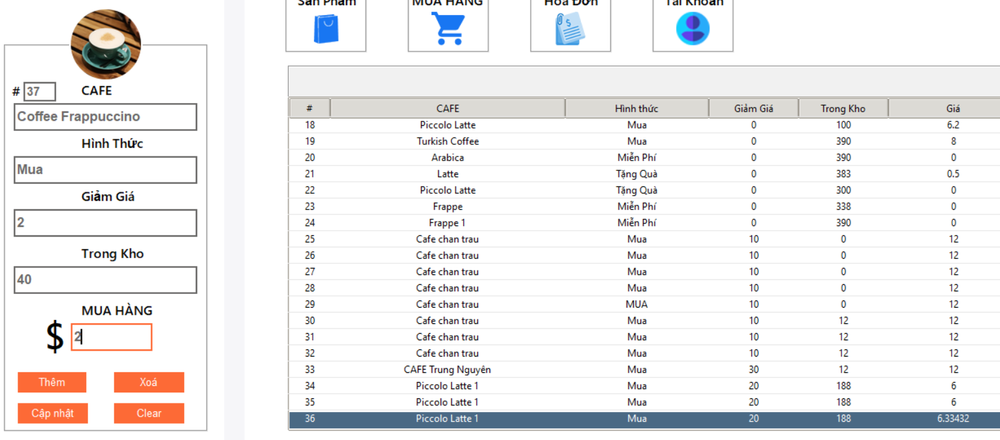 Sản Phẩm MUA HÀNG Hoá Đơn Tài Khoản
# 37 CAFE
Coffee Frappuccino
Hình Thức
Mua
Giảm Giá
2
Trong Kho
40
MUA HÀNG
$ 2
Thêm Xoá
Cập nhật Clear
# CAFE Hình thức Giảm Giá Trong Kho Giá
18 Piccolo Latte Mua 0 100 6.2
19 Turkish Coffee Mua 0 390 8
20 Arabica Miễn Phí 0 390 0
21 Latte Tặng Quà 0 383 0.5
22 Piccolo Latte Tặng Quà 0 300 0
23 Frappe Miễn Phí 0 338 0
24 Frappe 1 Miễn Phí 0 390 0
25 Cafe chan trau Mua 10 0 12
26 Cafe chan trau Mua 10 0 12
27 Cafe chan trau Mua 10 0 12
28 Cafe chan trau Mua 10 0 12
29 Cafe chan trau MUA 10 0 12
30 Cafe chan trau Mua 10 12 12
31 Cafe chan trau Mua 10 12 12
32 Cafe chan trau Mua 10 12 12
33 CAFE Trung Nguyên Mua 30 12 12
34 Piccolo Latte 1 Mua 20 188 6
35 Piccolo Latte 1 Mua 20 188 6
36 Piccolo Latte 1 Mua 20 188 6.33432